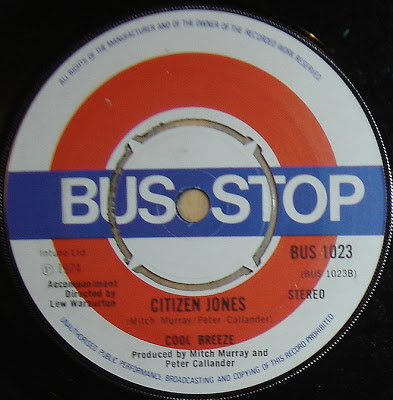 ALL RIGHTS OF THE MANUFACTURER AND OF THE OWNER OF THE RECORDED WORK RESERVED
BUS STOP
Intune Ltd.
℗ 1974
Accompaniment
Directed by
Lew Warburton
BUS 1023
(BUS 1023B)
STEREO
CITIZEN JONES
(Mitch Murray/Peter Callander)
COOL BREEZE
Produced by Mitch Murray and
Peter Callander
UNAUTHORISED PUBLIC PERFORMANCE, BROADCASTING AND COPYING OF THIS RECORD PROHIBITED